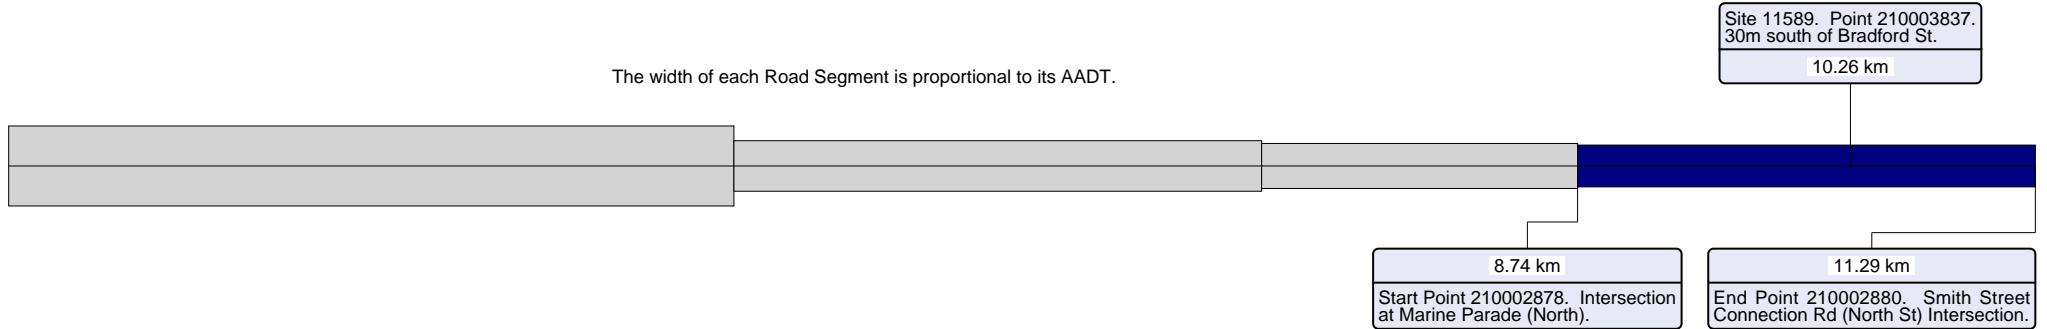 Site 11589. Point 210003837.
30m south of Bradford St.
10.26 km
The width of each Road Segment is proportional to its AADT.
8.74 km
Start Point 210002878. Intersection
at Marine Parade (North).
11.29 km
End Point 210002880. Smith Street
Connection Rd (North St) Intersection.